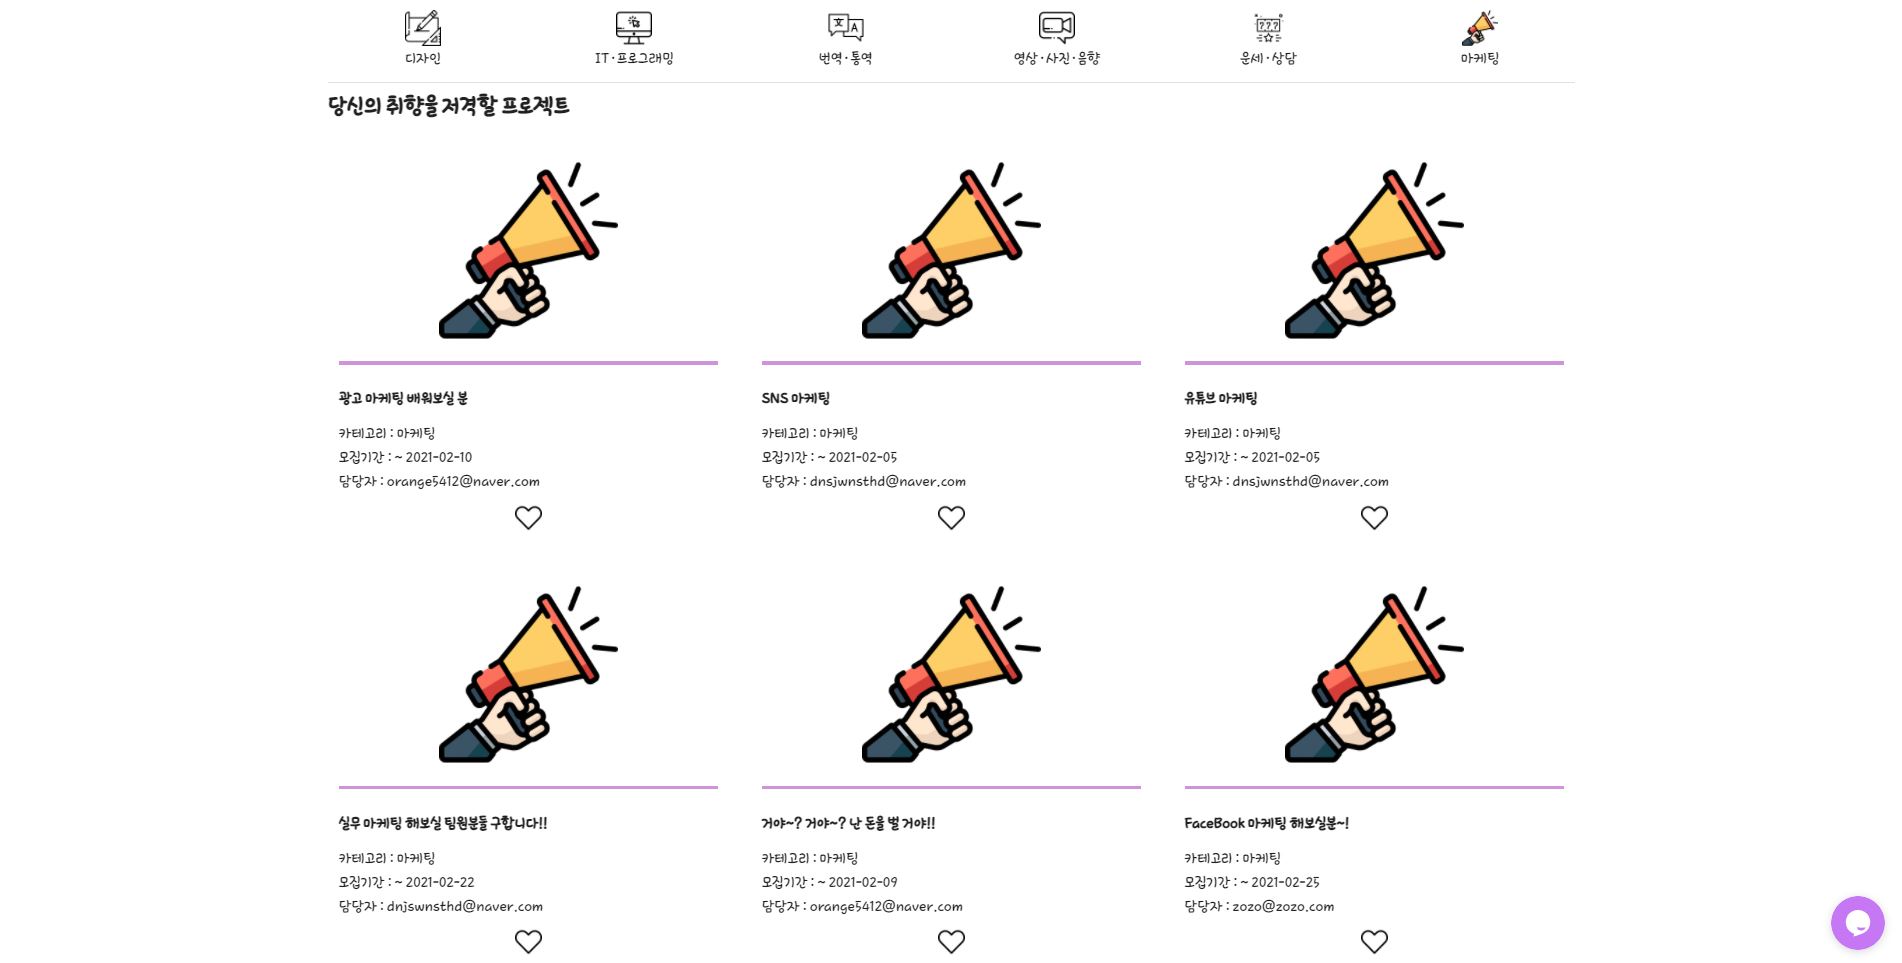 디자인
IT·프로그래밍
번역·통역
영상·사진·음향
운세·상담
마케팅
당신의 취향을 저격할 프로젝트
광고 마케팅 배워보실 분
카테고리 : 마케팅
모집기간 : ~ 2021-02-10
담당자 : orange5412@naver.com
SNS 마케팅
카테고리 : 마케팅
모집기간 : ~ 2021-02-05
담당자 : dnsjwnsthd@naver.com
유튜브 마케팅
카테고리 : 마케팅
모집기간 : ~ 2021-02-05
담당자 : dnsjwnsthd@naver.com
실무 마케팅 해보실 팀원분들 구합니다!!
카테고리 : 마케팅
모집기간 : ~ 2021-02-22
담당자 : dnjswnsthd@naver.com
거야~? 거야~? 난 돈을 벌 거야!!
카테고리 : 마케팅
모집기간 : ~ 2021-02-09
담당자 : orange5412@naver.com
FaceBook 마케팅 해보실분~!
카테고리 : 마케팅
모집기간 : ~ 2021-02-25
담당자 : zozo@zozo.com